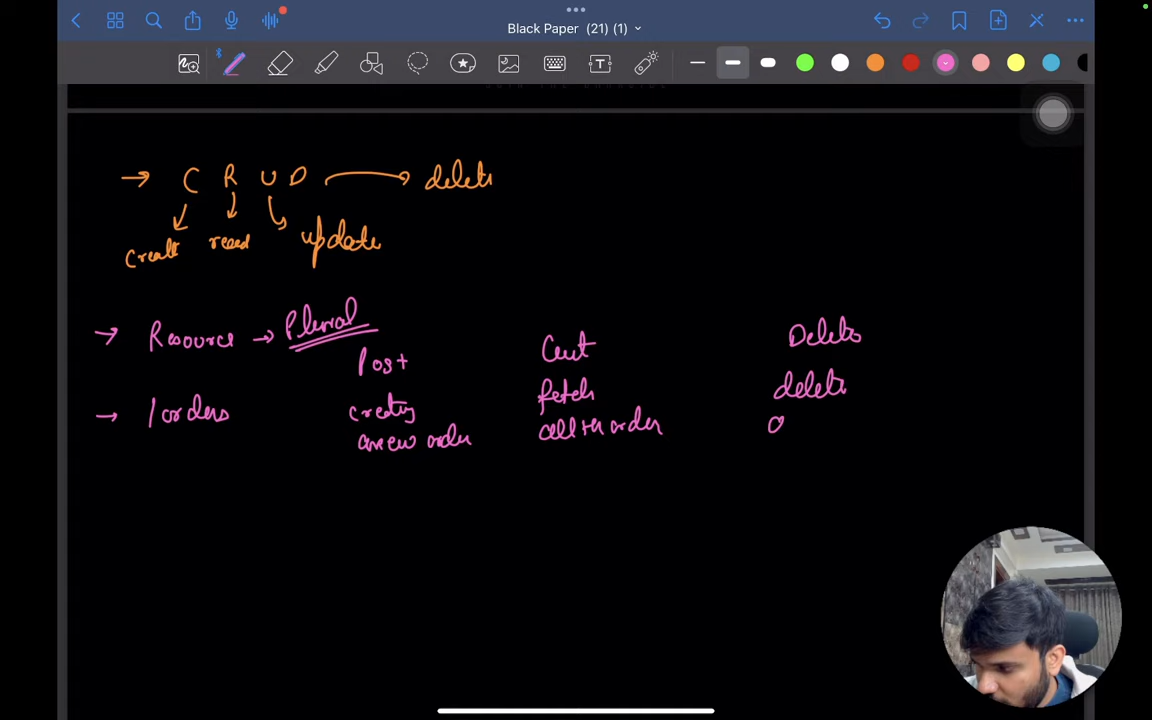 Black Paper (21) (1)
→ C R U D → delete
create read update
→ Resource → Plural
Post Get Delete
→ /orders creating fetch delete
a new order all the order